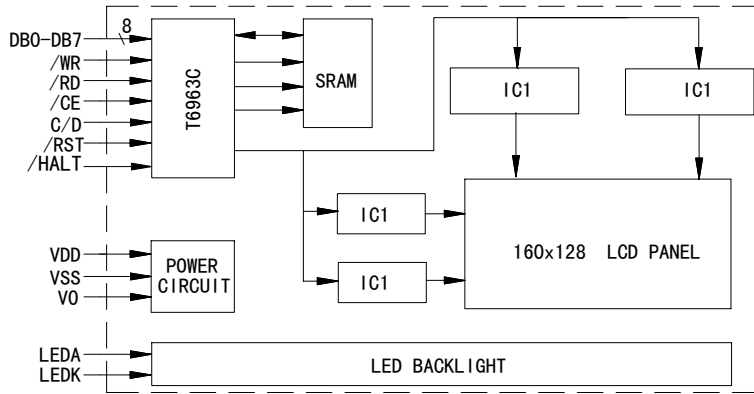 DB0-DB7
8
/WR
/RD
/CE
C/D
/RST
/HALT
T6963C
SRAM
IC1
IC1
IC1
IC1
160x128 LCD PANEL
VDD
VSS
V0
POWER
CIRCUIT
LEDA
LEDK
LED BACKLIGHT